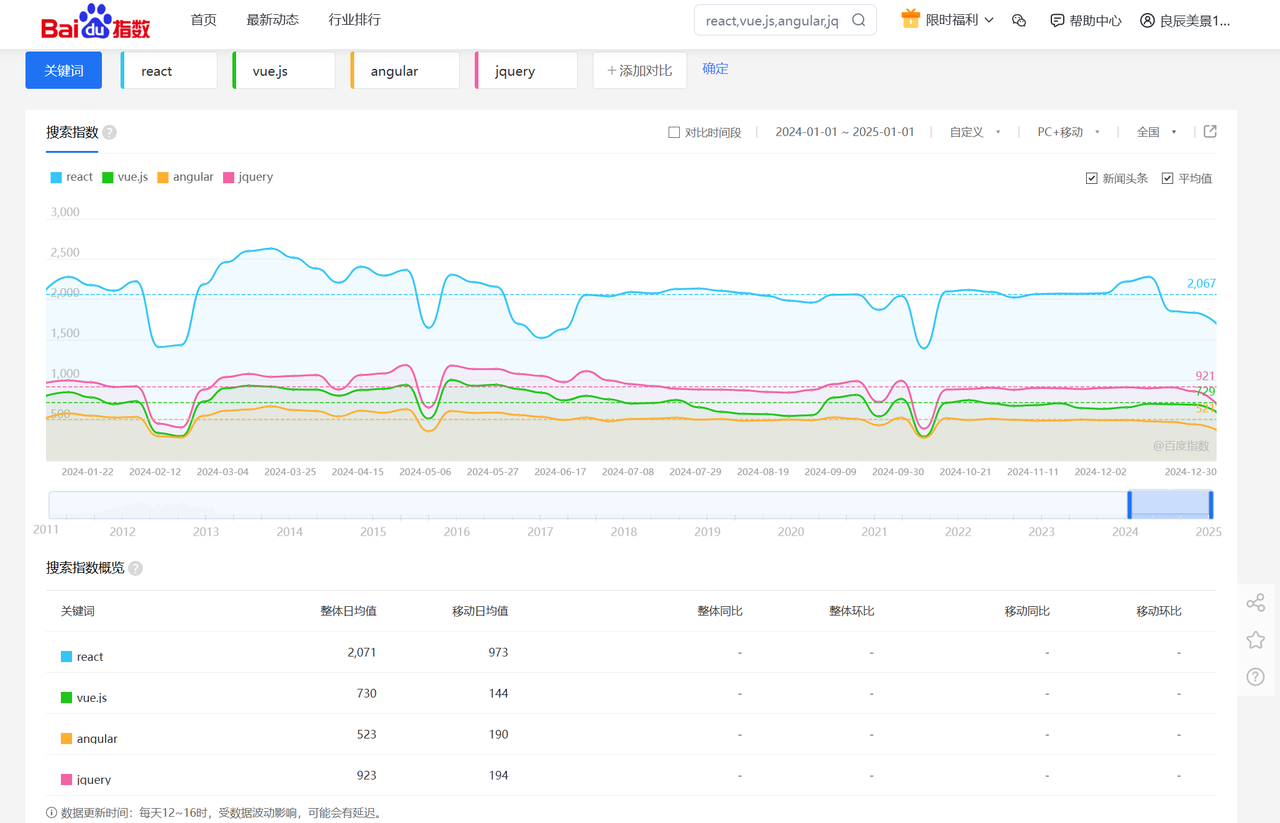 Bai du 指数 首页 最新动态 行业排行 react,vue.js,angular,jq 限时福利 帮助中心 良辰美景1...
关键词 react vue.js angular jquery +添加对比 确定
搜索指数 ? 对比时间段 2024-01-01 ~ 2025-01-01 自定义 PC+移动 全国
react vue.js angular jquery 新闻头条 平均值
3,000
2,500
2,067
2,000
1,500
1,000
921
729
500
@百度指数
2024-01-22 2024-02-12 2024-03-04 2024-03-25 2024-04-15 2024-05-06 2024-05-27 2024-06-17 2024-07-08 2024-07-29 2024-08-19 2024-09-09 2024-09-30 2024-10-21 2024-11-11 2024-12-02 2024-12-30
2011 2012 2013 2014 2015 2016 2017 2018 2019 2020 2021 2022 2023 2024 2025
搜索指数概览 ?
关键词 整体日均值 移动日均值 整体同比 整体环比 移动同比 移动环比
react 2,071 973 - - - -
vue.js 730 144 - - - -
angular 523 190 - - - -
jquery 923 194 - - - -
数据更新时间：每天12~16时，受数据波动影响，可能会有延迟。